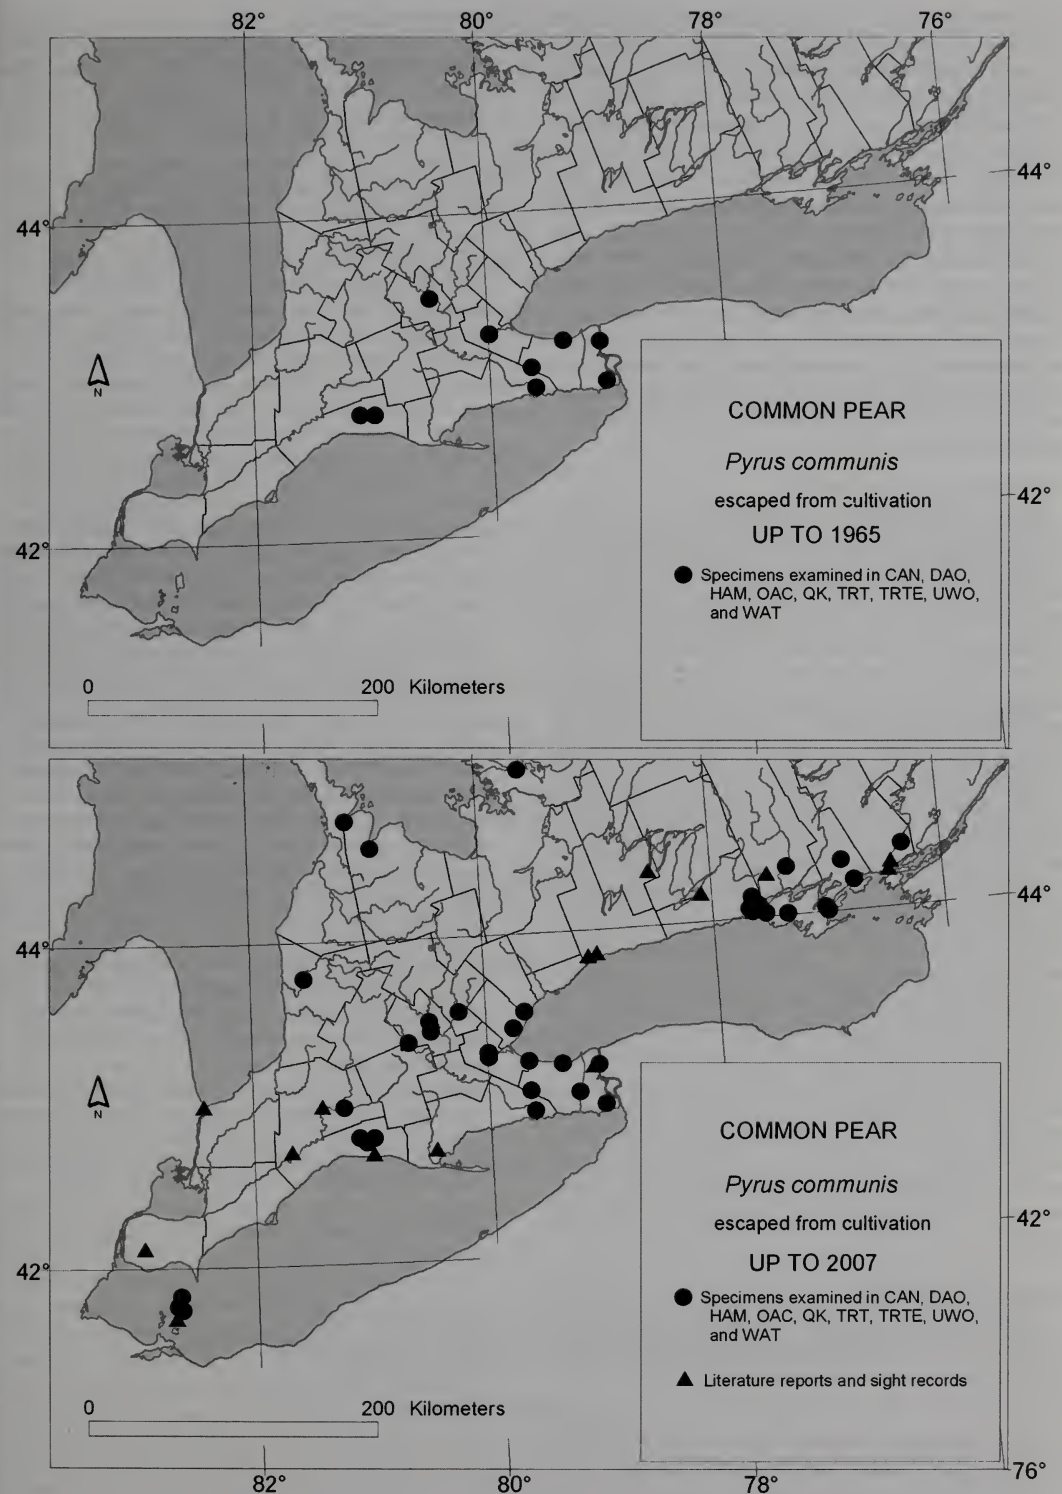 82° 80° 78° 76°
44°
44°
N
COMMON PEAR
Pyrus communis
escaped from cultivation
UP TO 1965
42°
42°
Specimens examined in CAN, DAO,
HAM, OAC, QK, TRT, TRTE, UWO,
and WAT
0 200 Kilometers
44°
44°
N
COMMON PEAR
Pyrus communis
escaped from cultivation
UP TO 2007
42°
42°
Specimens examined in CAN, DAO,
HAM, OAC, QK, TRT, TRTE, UWO,
and WAT
Literature reports and sight records
0 200 Kilometers
82° 80° 78° 76°